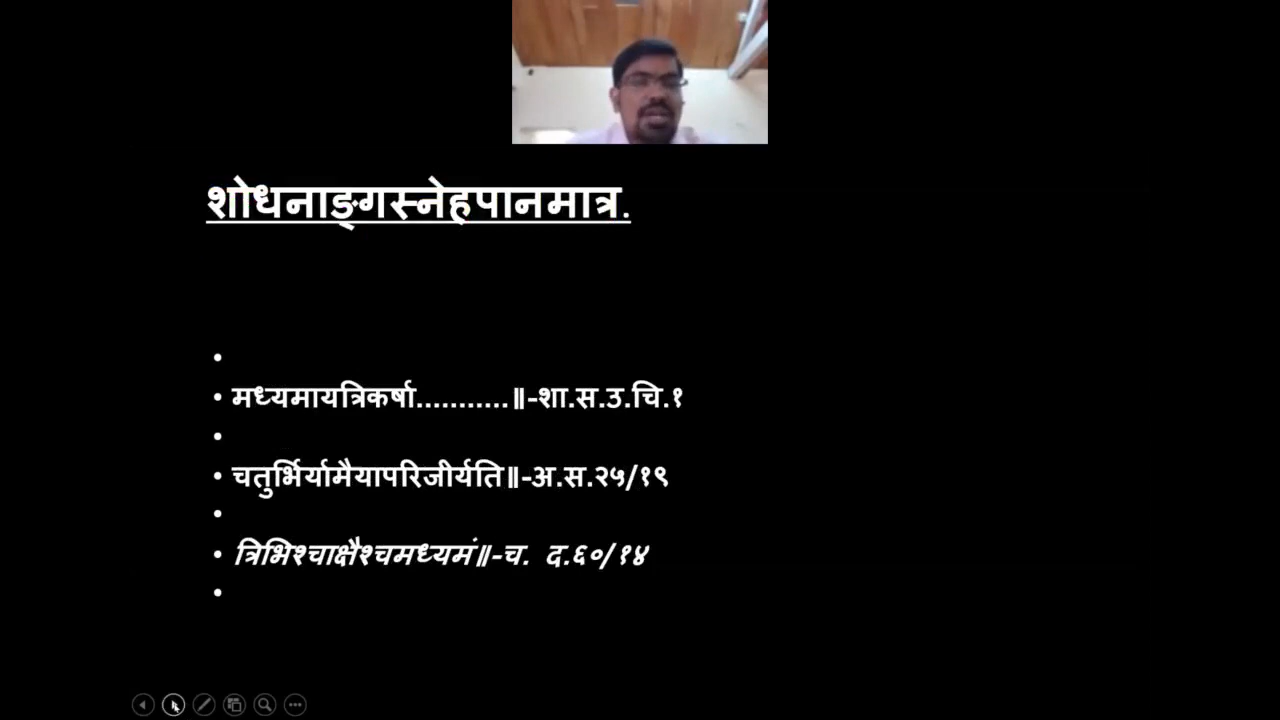 शोधनाङ्गस्नेहपानमात्र.
मध्यमायत्रिकर्षा...........॥-शा.स.उ.चि.१
चतुर्भिर्यामैयापरिजीर्यति॥-अ.स.२५/१९
त्रिभिश्चाक्षैश्चमध्यमं॥-च. द.६०/१४